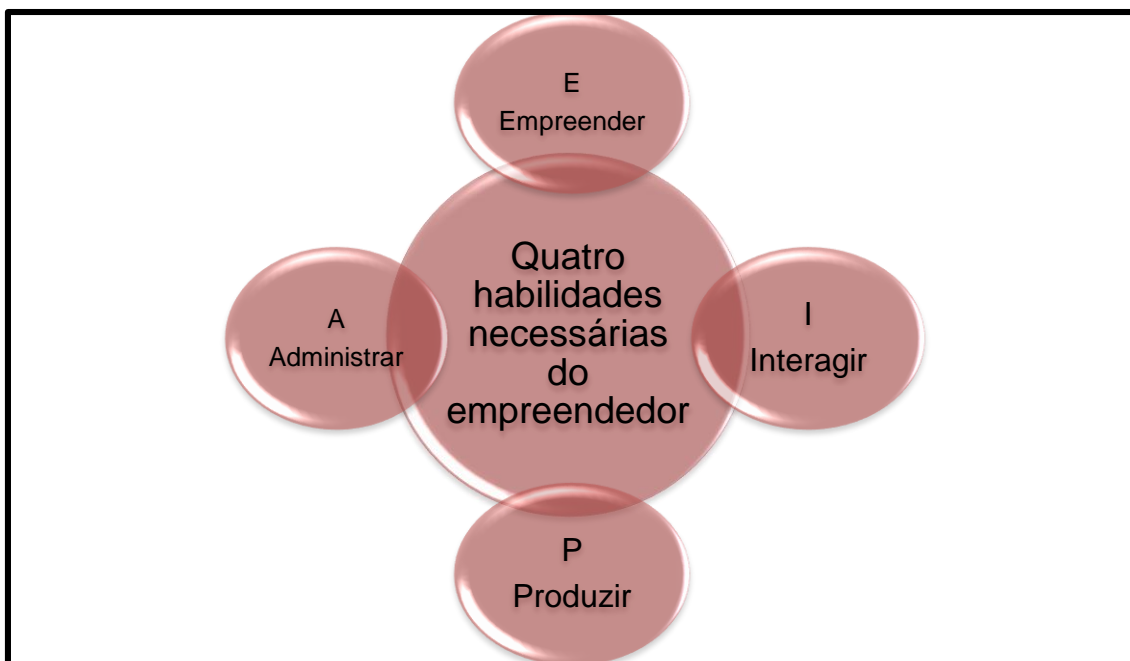 E
Empreender
Quatro
habilidades
necessárias
do
empreendedor
A
Administrar
I
Interagir
P
Produzir